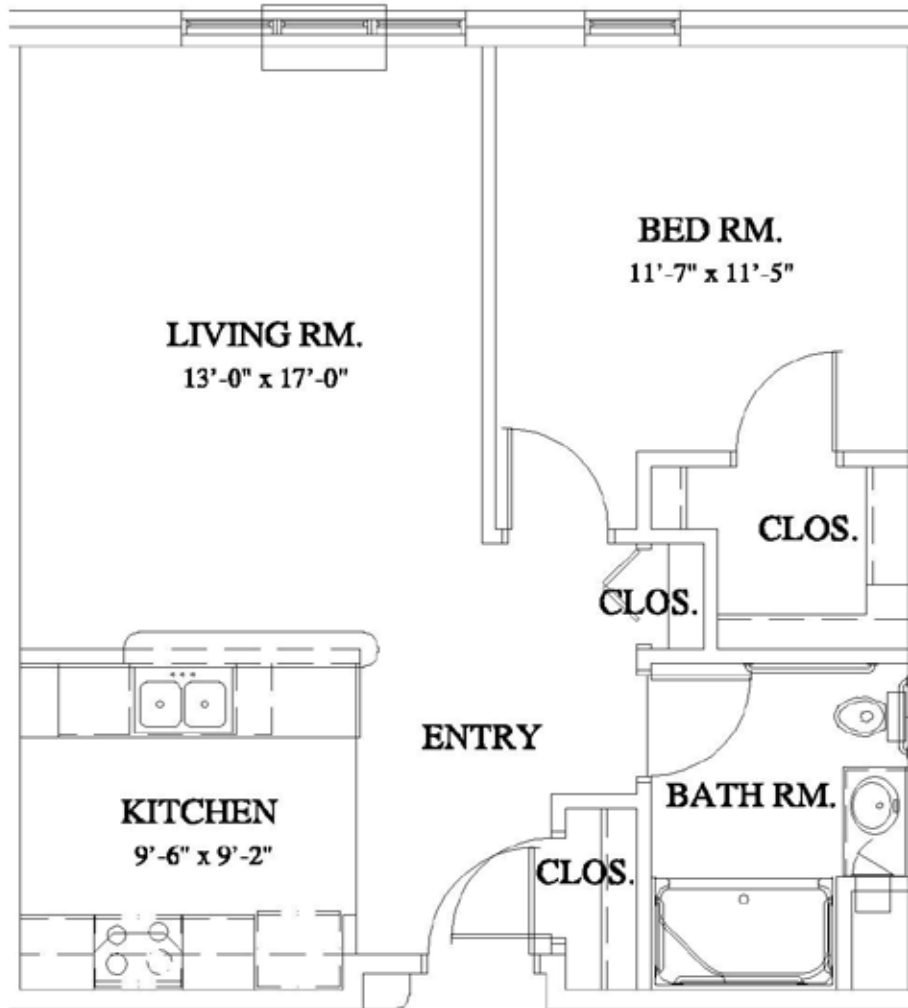 BED RM.
11'-7" x 11'-5"
LIVING RM.
13'-0" x 17'-0"
CLOS.
CLOS.
ENTRY
BATH RM.
KITCHEN
9'-6" x 9'-2"
CLOS.